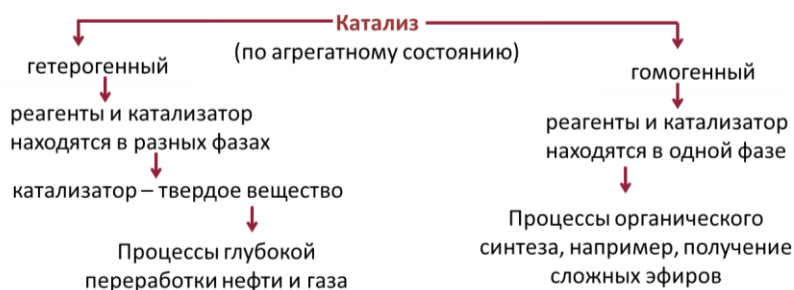 Катализ
(по агрегатному состоянию)
гетерогенный
реагенты и катализатор
находятся в разных фазах
катализатор – твердое вещество
Процессы глубокой
переработки нефти и газа
гомогенный
реагенты и катализатор
находятся в одной фазе
Процессы органического
синтеза, например, получение
сложных эфиров